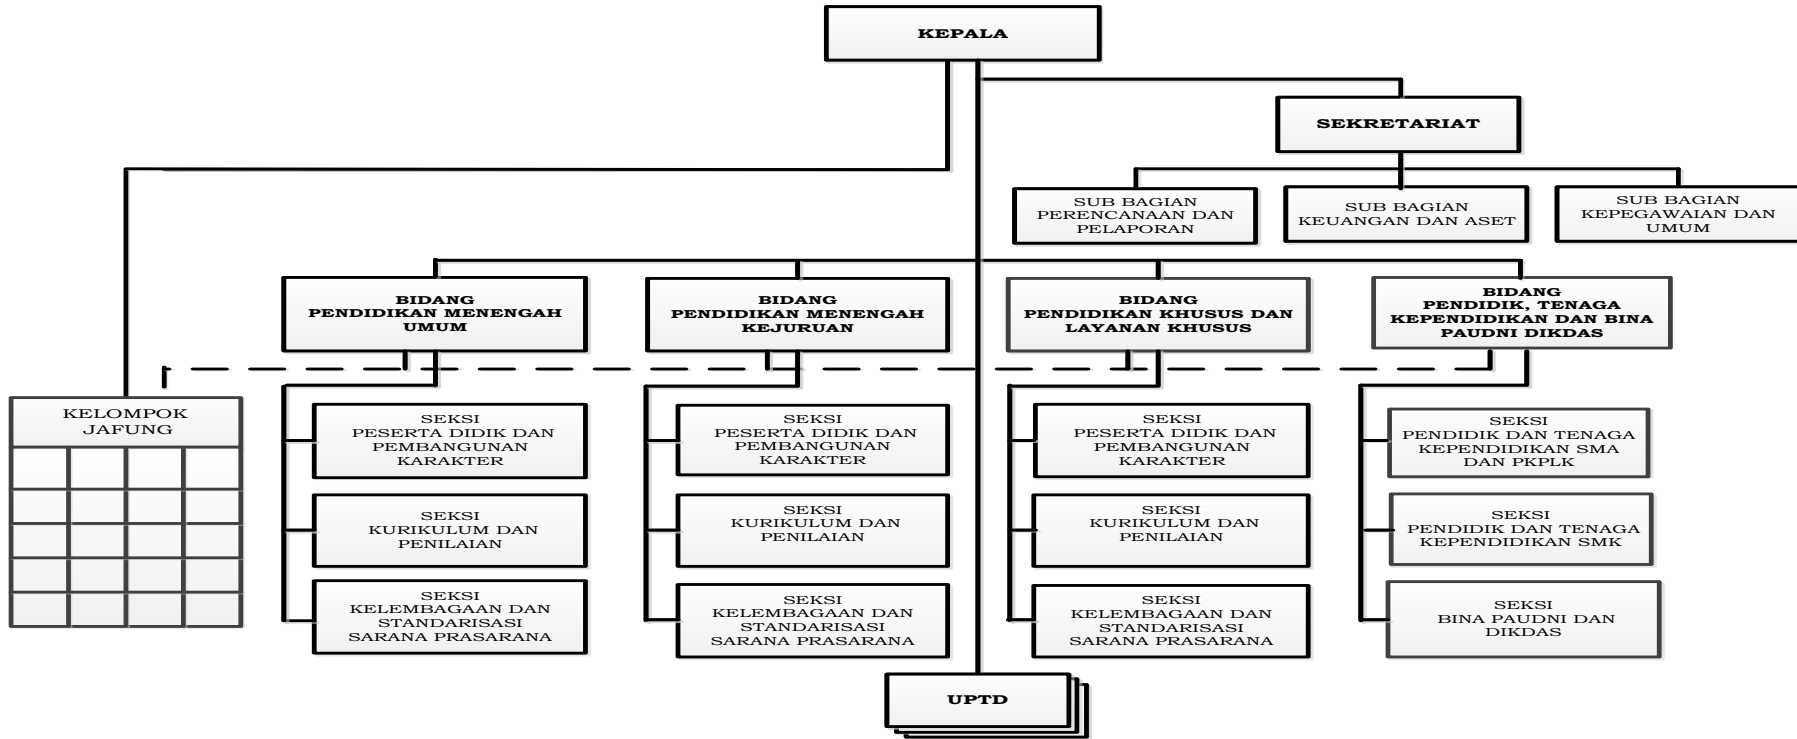 KEPALA
SEKRETARIAT
SUB BAGIAN
PERENCANAAN DAN
PELAPORAN
SUB BAGIAN
KEUANGAN DAN ASET
SUB BAGIAN
KEPEGAWAIAN DAN
UMUM
BIDANG
PENDIDIKAN MENENGAH
UMUM
BIDANG
PENDIDIKAN MENENGAH
KEJURUAN
BIDANG
PENDIDIKAN KHUSUS DAN
LAYANAN KHUSUS
BIDANG
PENDIDIK, TENAGA
KEPENDIDIKAN DAN BINA
PAUDNI DIKDAS
KELOMPOK
JAFUNG
SEKSI
PESERTA DIDIK DAN
PEMBANGUNAN
KARAKTER
SEKSI
PESERTA DIDIK DAN
PEMBANGUNAN
KARAKTER
SEKSI
PESERTA DIDIK DAN
PEMBANGUNAN
KARAKTER
SEKSI
PENDIDIK DAN TENAGA
KEPENDIDIKAN SMA
DAN PKPLK
SEKSI
KURIKULUM DAN
PENILAIAN
SEKSI
KURIKULUM DAN
PENILAIAN
SEKSI
KURIKULUM DAN
PENILAIAN
SEKSI
PENDIDIK DAN TENAGA
KEPENDIDIKAN SMK
SEKSI
KELEMBAGAAN DAN
STANDARISASI
SARANA PRASARANA
SEKSI
KELEMBAGAAN DAN
STANDARISASI
SARANA PRASARANA
SEKSI
KELEMBAGAAN DAN
STANDARISASI
SARANA PRASARANA
SEKSI
BINA PAUDNI DAN
DIKDAS
UPTD